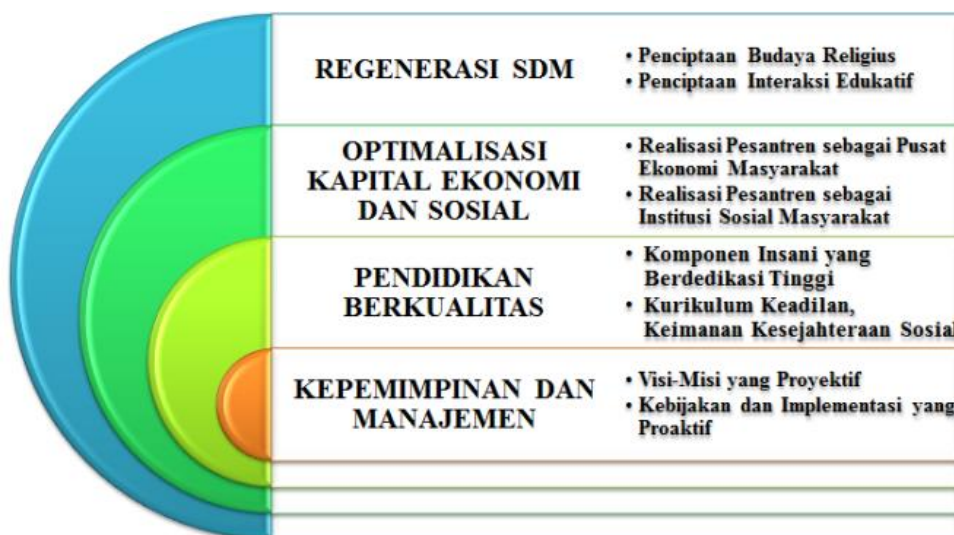 REGENERASI SDM
• Penciptaan Budaya Religius
• Penciptaan Interaksi Edukatif
OPTIMALISASI
KAPITAL EKONOMI
DAN SOSIAL
• Realisasi Pesantren sebagai Pusat
Ekonomi Masyarakat
• Realisasi Pesantren sebagai
Institusi Sosial Masyarakat
PENDIDIKAN
BERKUALITAS
• Komponen Insani yang
Berdedikasi Tinggi
• Kurikulum Keadilan,
Keimanan Kesejahteraan Sosial
KEPEMIMPINAN DAN
MANAJEMEN
• Visi-Misi yang Proyektif
• Kebijakan dan Implementasi yang
Proaktif